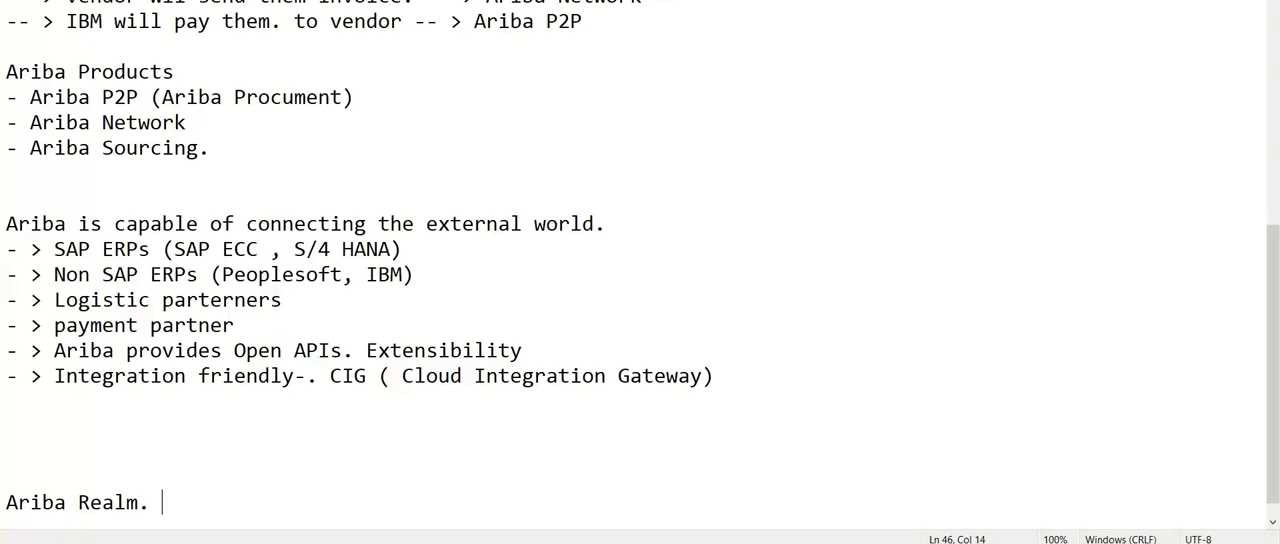 -- > IBM will pay them. to vendor -- > Ariba P2P
Ariba Products
- Ariba P2P (Ariba Procument)
- Ariba Network
- Ariba Sourcing.
Ariba is capable of connecting the external world.
- > SAP ERPs (SAP ECC , S/4 HANA)
- > Non SAP ERPs (Peoplesoft, IBM)
- > Logistic parterners
- > payment partner
- > Ariba provides Open APIs. Extensibility
- > Integration friendly-. CIG ( Cloud Integration Gateway)
Ariba Realm.
Ln 46, Col 14 100% Windows (CRLF) UTF-8